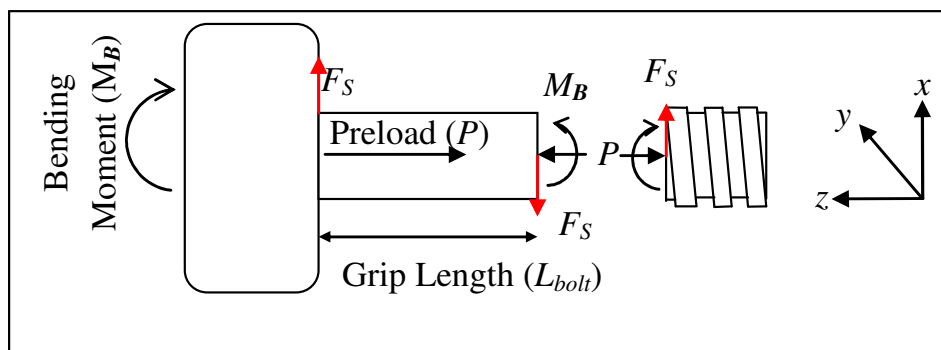 Bending
Moment (M_B)
F_S
Preload (P)
M_B
P
F_S
F_S
Grip Length (L_bolt)
x
y
z